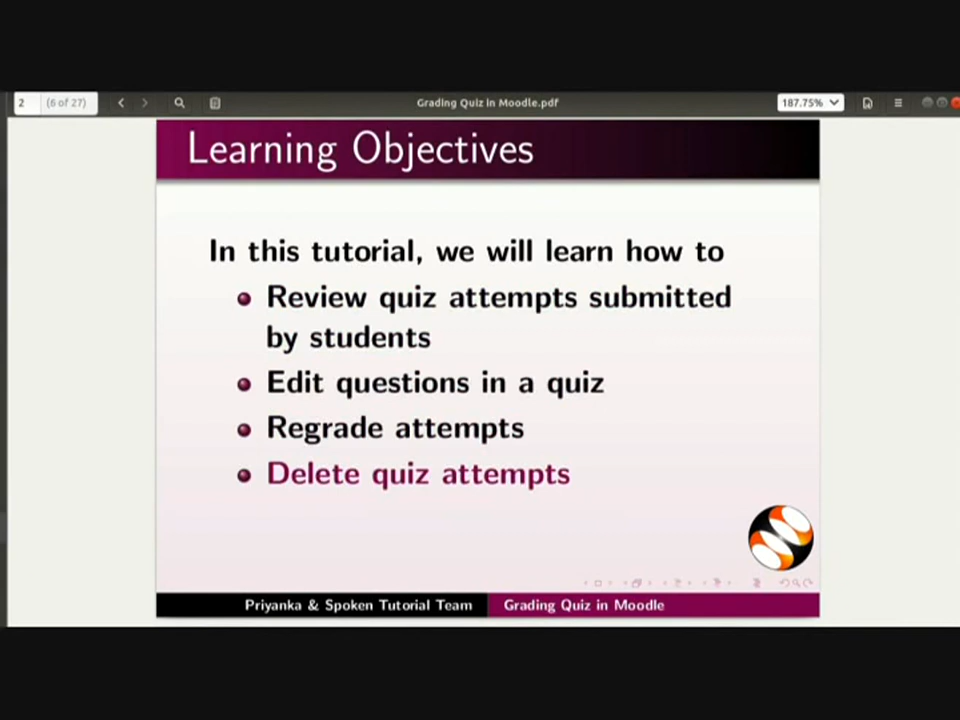 2 (6 of 27) Grading Quiz in Moodle.pdf 187.75%
Learning Objectives
In this tutorial, we will learn how to
Review quiz attempts submitted
by students
Edit questions in a quiz
Regrade attempts
Delete quiz attempts
Priyanka & Spoken Tutorial Team Grading Quiz in Moodle